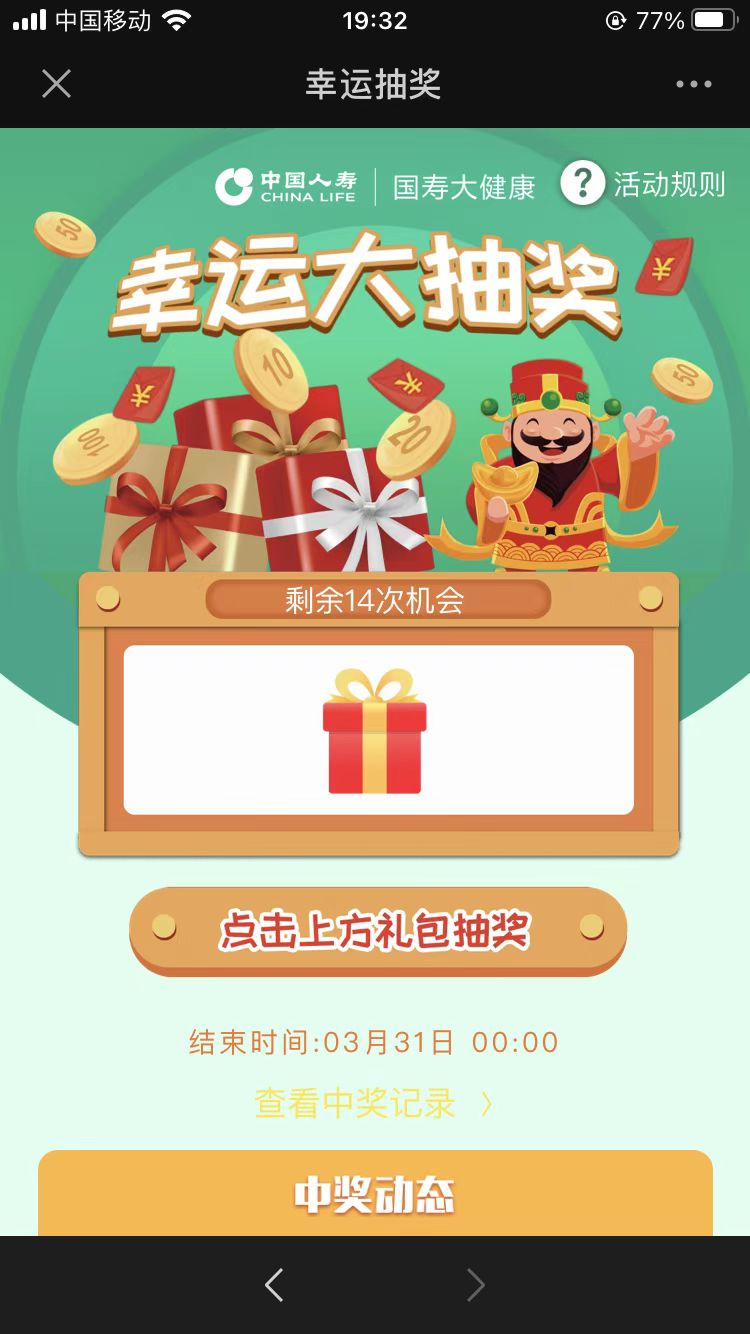 中国移动 19:32 77%
幸运抽奖
中国人寿 CHINA LIFE 国寿大健康 ? 活动规则
50
幸运大抽奖
¥
10
¥
¥
50
100
20
剩余14次机会
点击上方礼包抽奖
结束时间:03月31日 00:00
查看中奖记录 〉
中奖动态